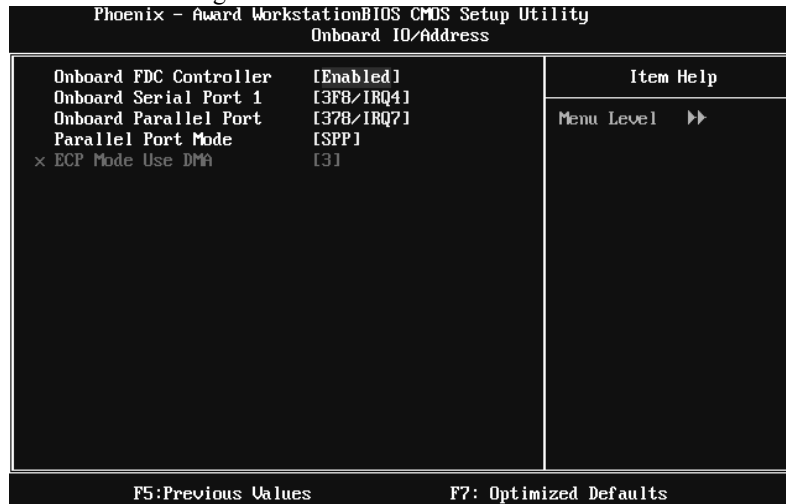 Phoenix - Award WorkstationBIOS CMOS Setup Utility
Onboard IO/Address
Onboard FDC Controller [Enabled]
Onboard Serial Port 1 [3F8/IRQ4]
Onboard Parallel Port [378/IRQ7]
Parallel Port Mode [SPP]
x ECP Mode Use DMA [3]
Item Help
Menu Level ▶▶
F5:Previous Values F7: Optimized Defaults